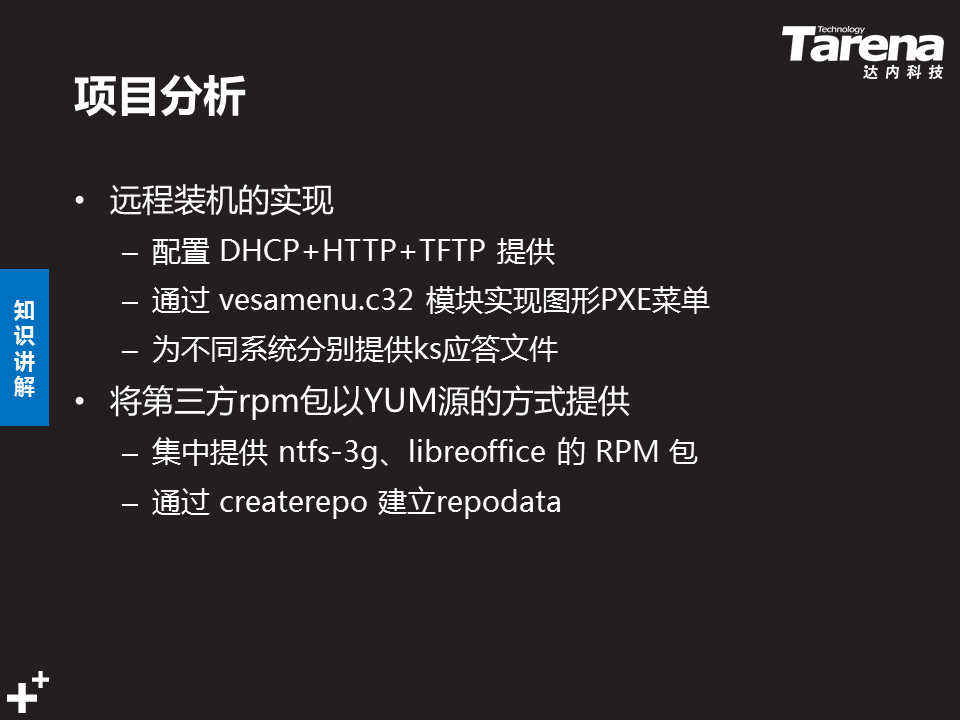 Technology
Tarena
达内科技
项目分析
• 远程装机的实现
– 配置 DHCP+HTTP+TFTP 提供
– 通过 vesamenu.c32 模块实现图形PXE菜单
– 为不同系统分别提供ks应答文件
知识讲解
• 将第三方rpm包以YUM源的方式提供
– 集中提供 ntfs-3g、libreoffice 的 RPM 包
– 通过 createrepo 建立repodata